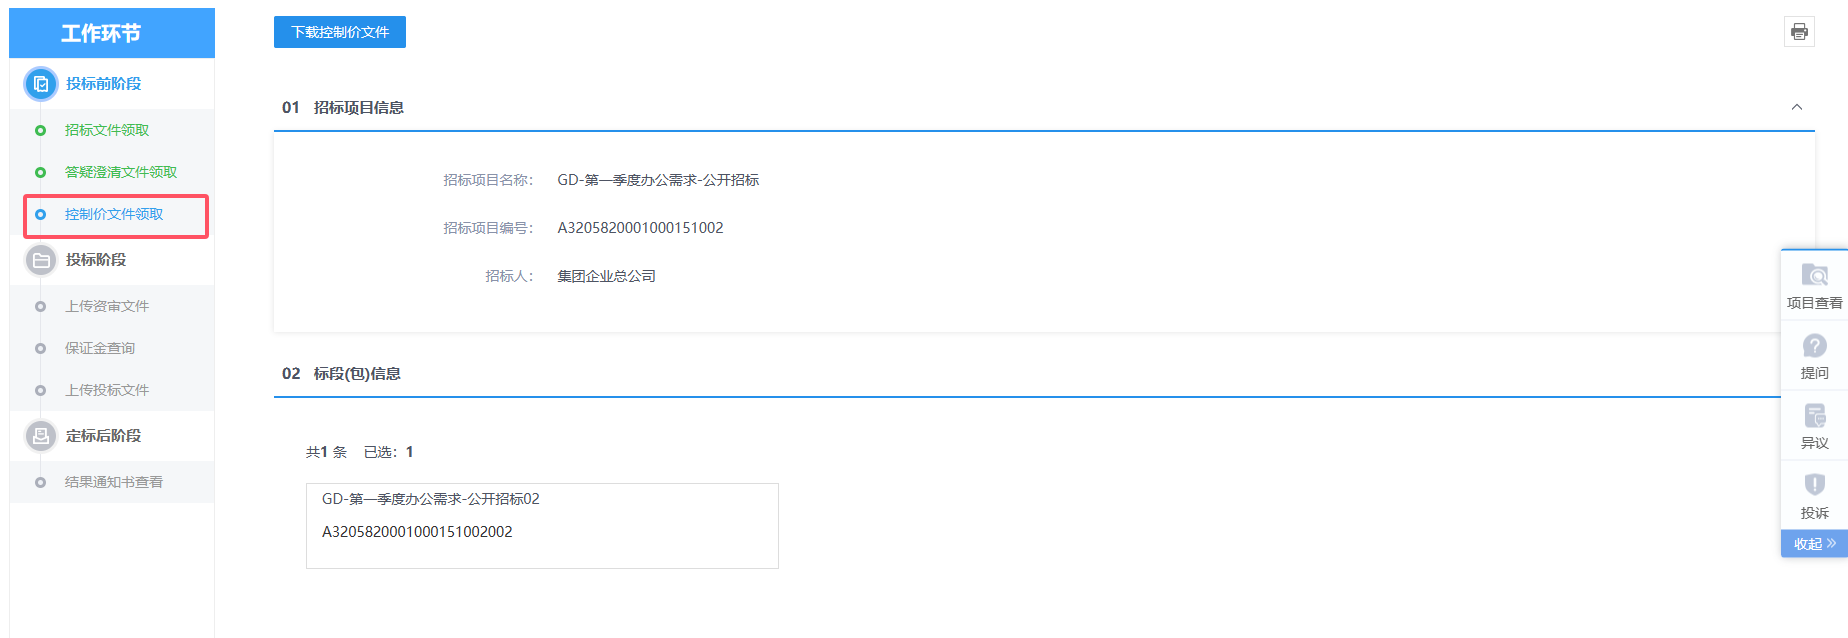 工作环节
投标前阶段
招标文件领取
答疑澄清文件领取
控制价文件领取
投标阶段
上传资审文件
保证金查询
上传投标文件
定标后阶段
结果通知书查看
下载控制价文件
01 招标项目信息
招标项目名称: GD-第一季度办公需求-公开招标
招标项目编号: A3205820001000151002
招标人: 集团企业总公司
02 标段(包)信息
共1 条 已选: 1
GD-第一季度办公需求-公开招标02
A3205820001000151002002
项目查看
提问
异议
投诉
收起